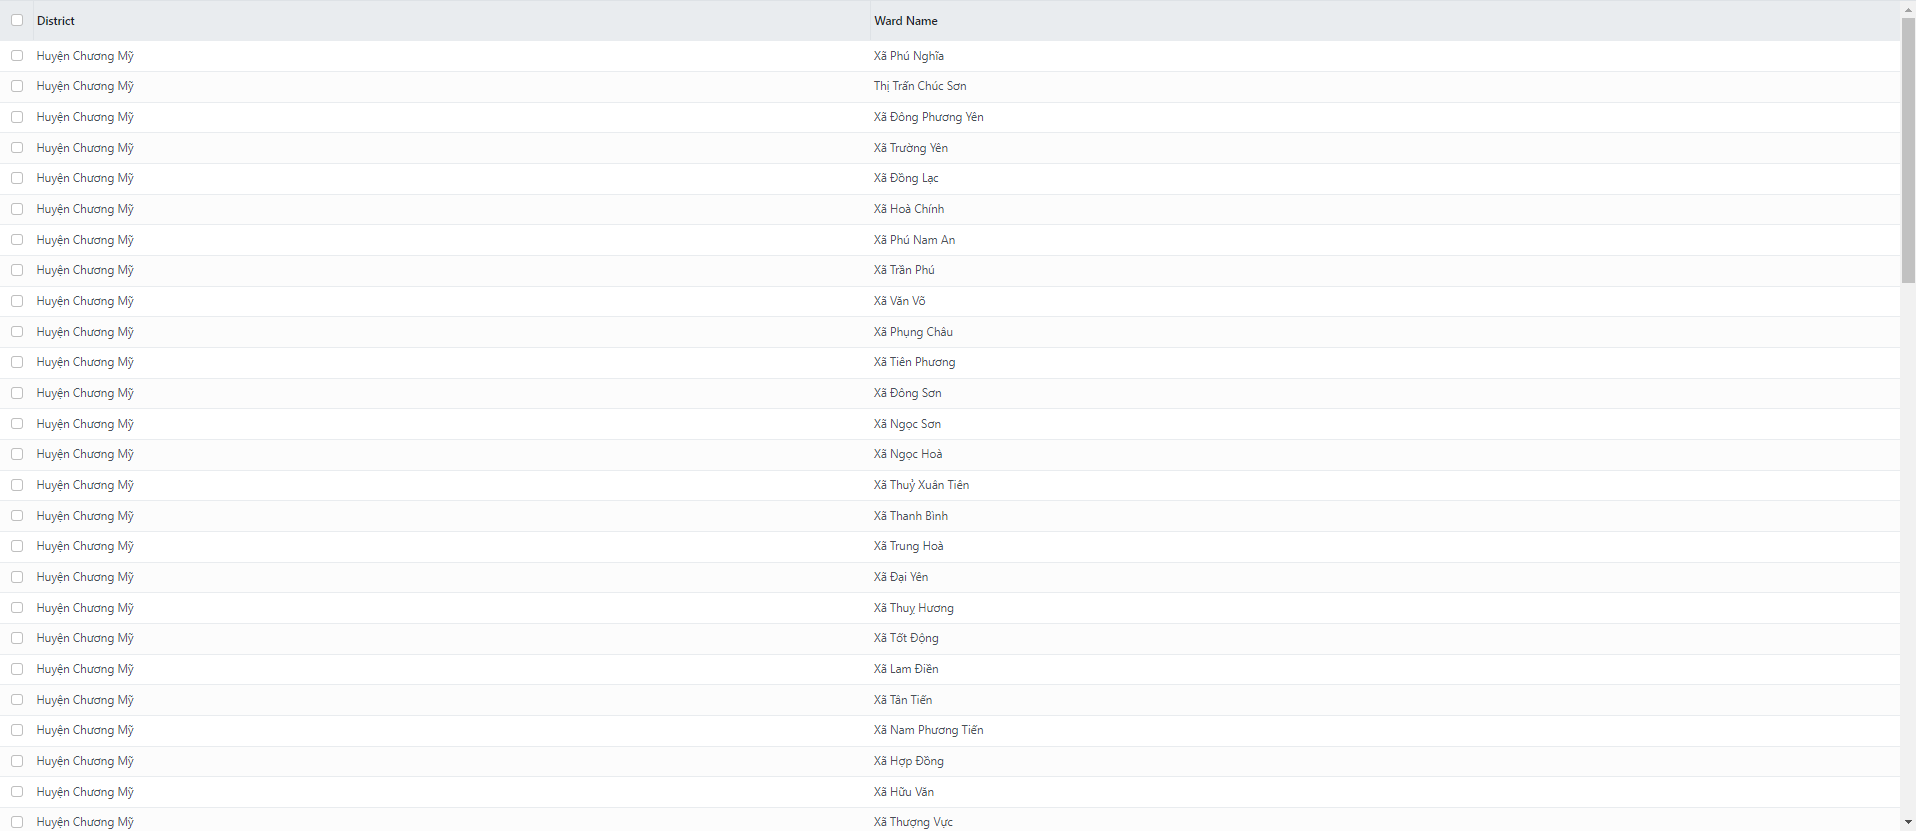 District Ward Name
Huyện Chương Mỹ Xã Phú Nghĩa
Huyện Chương Mỹ Thị Trấn Chúc Sơn
Huyện Chương Mỹ Xã Đông Phương Yên
Huyện Chương Mỹ Xã Trường Yên
Huyện Chương Mỹ Xã Đồng Lạc
Huyện Chương Mỹ Xã Hoà Chính
Huyện Chương Mỹ Xã Phú Nam An
Huyện Chương Mỹ Xã Trần Phú
Huyện Chương Mỹ Xã Văn Võ
Huyện Chương Mỹ Xã Phụng Châu
Huyện Chương Mỹ Xã Tiên Phương
Huyện Chương Mỹ Xã Đông Sơn
Huyện Chương Mỹ Xã Ngọc Sơn
Huyện Chương Mỹ Xã Ngọc Hoà
Huyện Chương Mỹ Xã Thuỷ Xuân Tiên
Huyện Chương Mỹ Xã Thanh Bình
Huyện Chương Mỹ Xã Trung Hoà
Huyện Chương Mỹ Xã Đại Yên
Huyện Chương Mỹ Xã Thuỵ Hương
Huyện Chương Mỹ Xã Tốt Động
Huyện Chương Mỹ Xã Lam Điền
Huyện Chương Mỹ Xã Tân Tiến
Huyện Chương Mỹ Xã Nam Phương Tiến
Huyện Chương Mỹ Xã Hợp Đồng
Huyện Chương Mỹ Xã Hữu Văn
Huyện Chương Mỹ Xã Thượng Vực